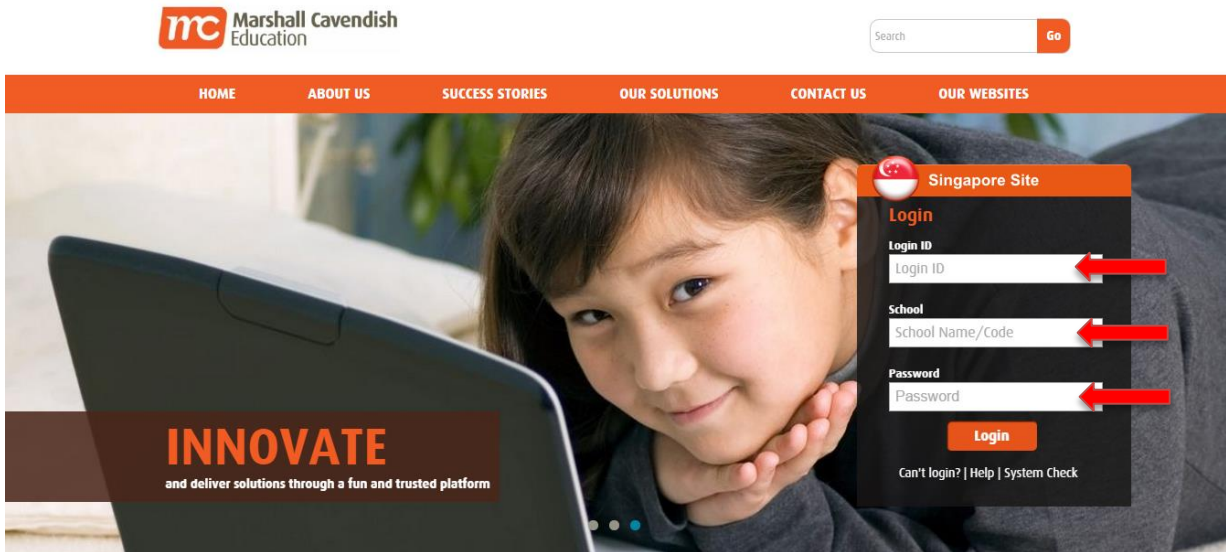 mc Marshall Cavendish
Education
Search
Go
HOME
ABOUT US
SUCCESS STORIES
OUR SOLUTIONS
CONTACT US
OUR WEBSITES
Singapore Site
Login
Login ID
Login ID
School
School Name/Code
Password
Password
Login
Can't login? | Help | System Check
INNOVATE
and deliver solutions through a fun and trusted platform